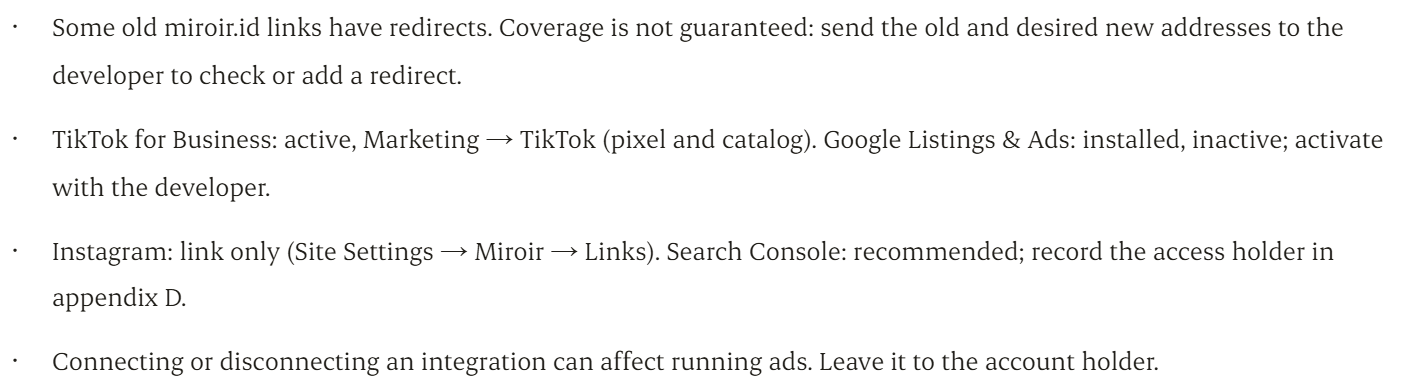 · Some old miroir.id links have redirects. Coverage is not guaranteed: send the old and desired new addresses to the
developer to check or add a redirect.
· TikTok for Business: active, Marketing → TikTok (pixel and catalog). Google Listings & Ads: installed, inactive; activate
with the developer.
· Instagram: link only (Site Settings → Miroir → Links). Search Console: recommended; record the access holder in
appendix D.
· Connecting or disconnecting an integration can affect running ads. Leave it to the account holder.